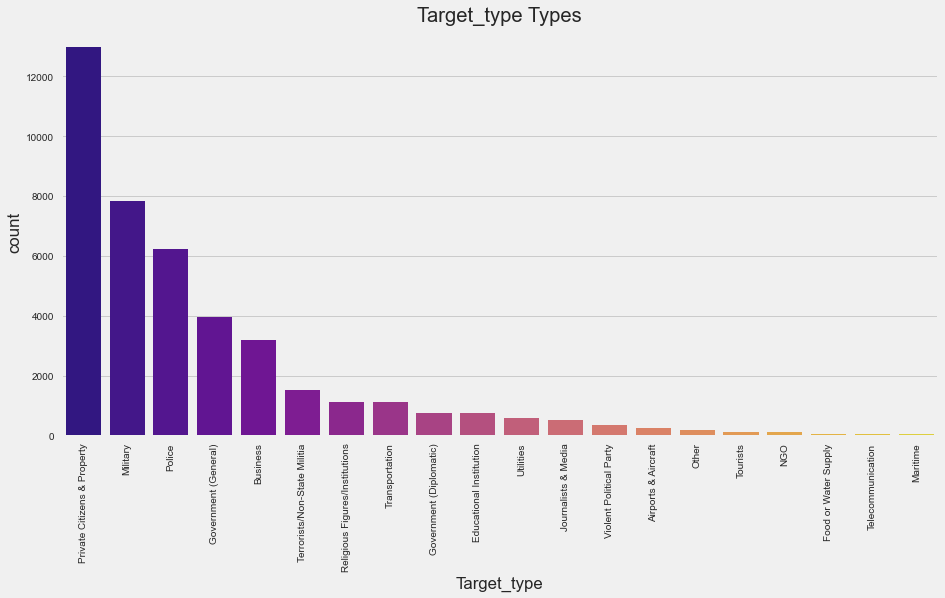 Target_type Types
count
12000
10000
8000
6000
4000
2000
0
Private Citizens & Property
Military
Police
Government (General)
Business
Terrorists/Non-State Militia
Religious Figures/Institutions
Transportation
Government (Diplomatic)
Educational Institution
Utilities
Journalists & Media
Violent Political Party
Airports & Aircraft
Other
Tourists
NGO
Food or Water Supply
Telecommunication
Maritime
Target_type